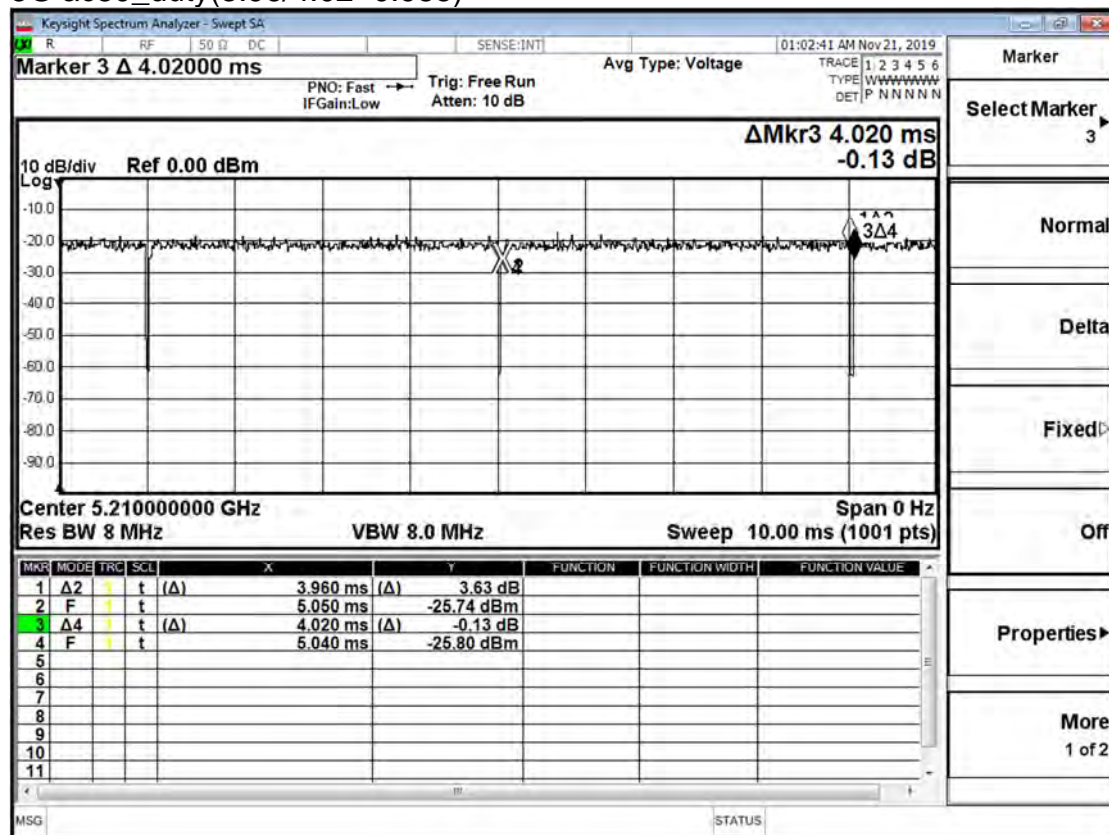 Keysight Spectrum Analyzer - Swept SA
R RF 50 Ω DC SENSE:INT 01:02:41 AM Nov 21, 2019
Marker 3 Δ 4.02000 ms
PNO: Fast
IFGain:Low
Trig: Free Run
Atten: 10 dB
Avg Type: Voltage
TRACE 1 2 3 4 5 6
TYPE WWWWWW
DET P N N N N N
ΔMkr3 4.020 ms
-0.13 dB
10 dB/div Ref 0.00 dBm
Log
-10.0
-20.0
-30.0
-40.0
-50.0
-60.0
-70.0
-80.0
-90.0
3Δ4
Center 5.210000000 GHz Span 0 Hz
Res BW 8 MHz VBW 8.0 MHz Sweep 10.00 ms (1001 pts)
MKR MODE TRC SCL X Y FUNCTION FUNCTION WIDTH FUNCTION VALUE
1 Δ2 1 t (Δ) 3.960 ms (Δ) 3.63 dB
2 F 1 t 5.050 ms -25.74 dBm
3 Δ4 1 t (Δ) 4.020 ms (Δ) -0.13 dB
4 F 1 t 5.040 ms -25.80 dBm
5
6
7
8
9
10
11
MSG STATUS
Marker
Select Marker
3
Normal
Delta
Fixed
Off
Properties
More
1 of 2